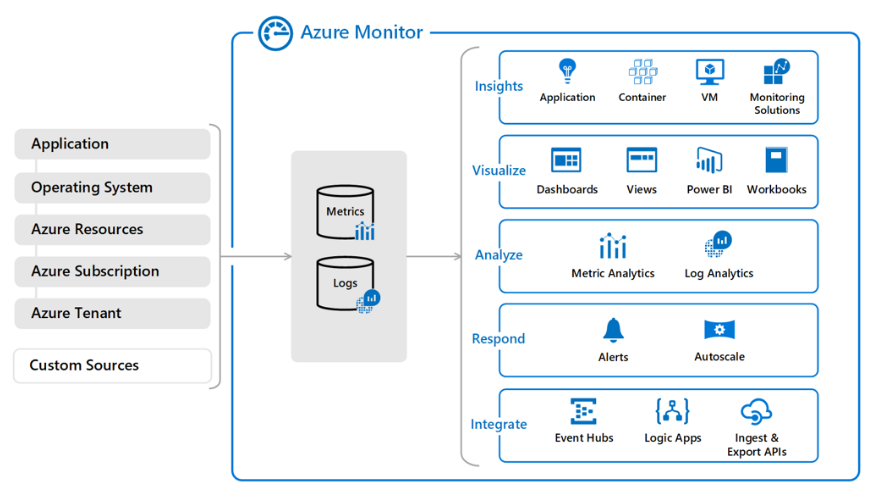 Azure Monitor
Application
Operating System
Azure Resources
Azure Subscription
Azure Tenant
Custom Sources
Metrics
Logs
Insights
Application
Container
VM
Monitoring
Solutions
Visualize
Dashboards
Views
Power BI
Workbooks
Analyze
Metric Analytics
Log Analytics
Respond
Alerts
Autoscale
Integrate
Event Hubs
Logic Apps
Ingest &
Export APIs